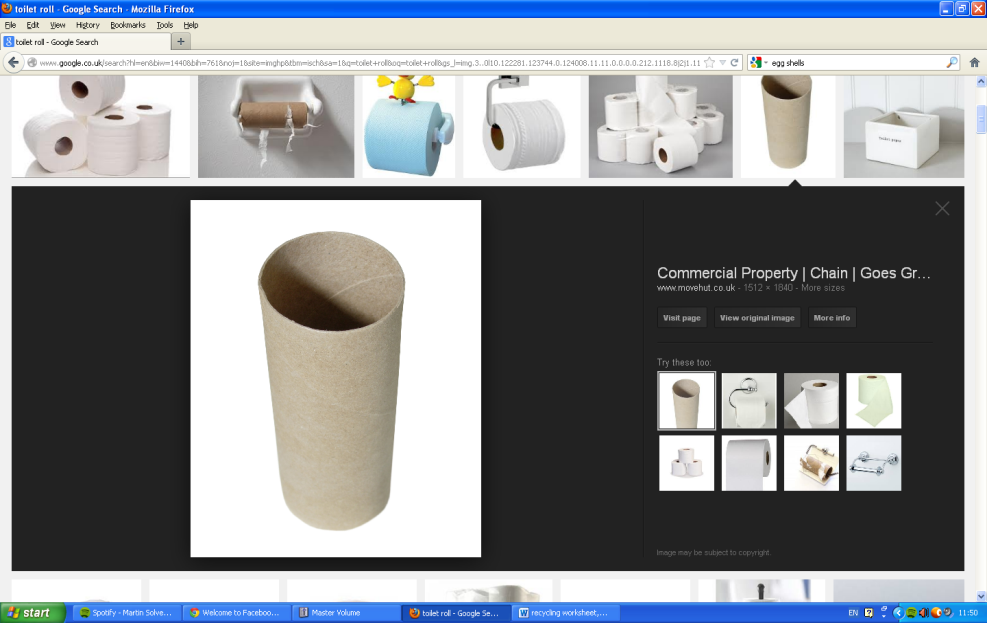 toilet roll - Google Search - Mozilla Firefox
File Edit View History Bookmarks Tools Help
toilet roll - Google Search
www.google.co.uk/search?hl=en&biw=1440&bih=761&noj=1&site=imghp&tbm=isch&sa=1&q=toilet+roll&oq=toilet+roll&gs_l=img.3..0l10.122281.123744.0.124008.11.11.0.0.0.0.212.1118.8j2j1.11
egg shells
Commercial Property | Chain | Goes Gr...
www.movehut.co.uk - 1512 × 1840 - More sizes
Visit page View original image More info
Try these too:
Image may be subject to copyright.
start Spotify - Martin Solve... Welcome to Faceboo... Master Volume toilet roll - Google Se... recycling worksheet,... EN 11:50